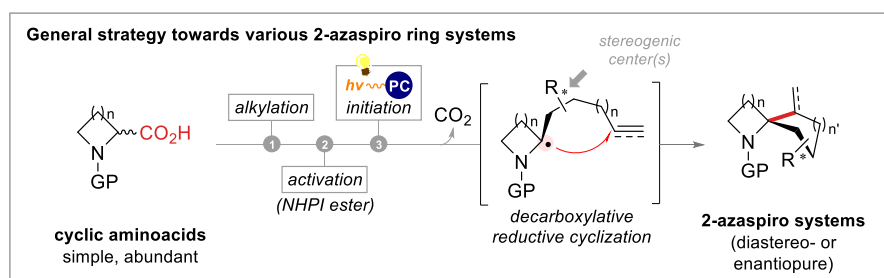 General strategy towards various 2-azaspiro ring systems
stereogenic
center(s)
hν PC
initiation
alkylation
CO2
R*
( )n
( )n
( )n
CO2H
N
GP
1 2 3
activation
(NHPI ester)
( )n
N
GP
( )n
( )n'
R*
N
GP
decarboxylative
reductive cyclization
cyclic aminoacids
simple, abundant
2-azaspiro systems
(diastereo- or
enantiopure)